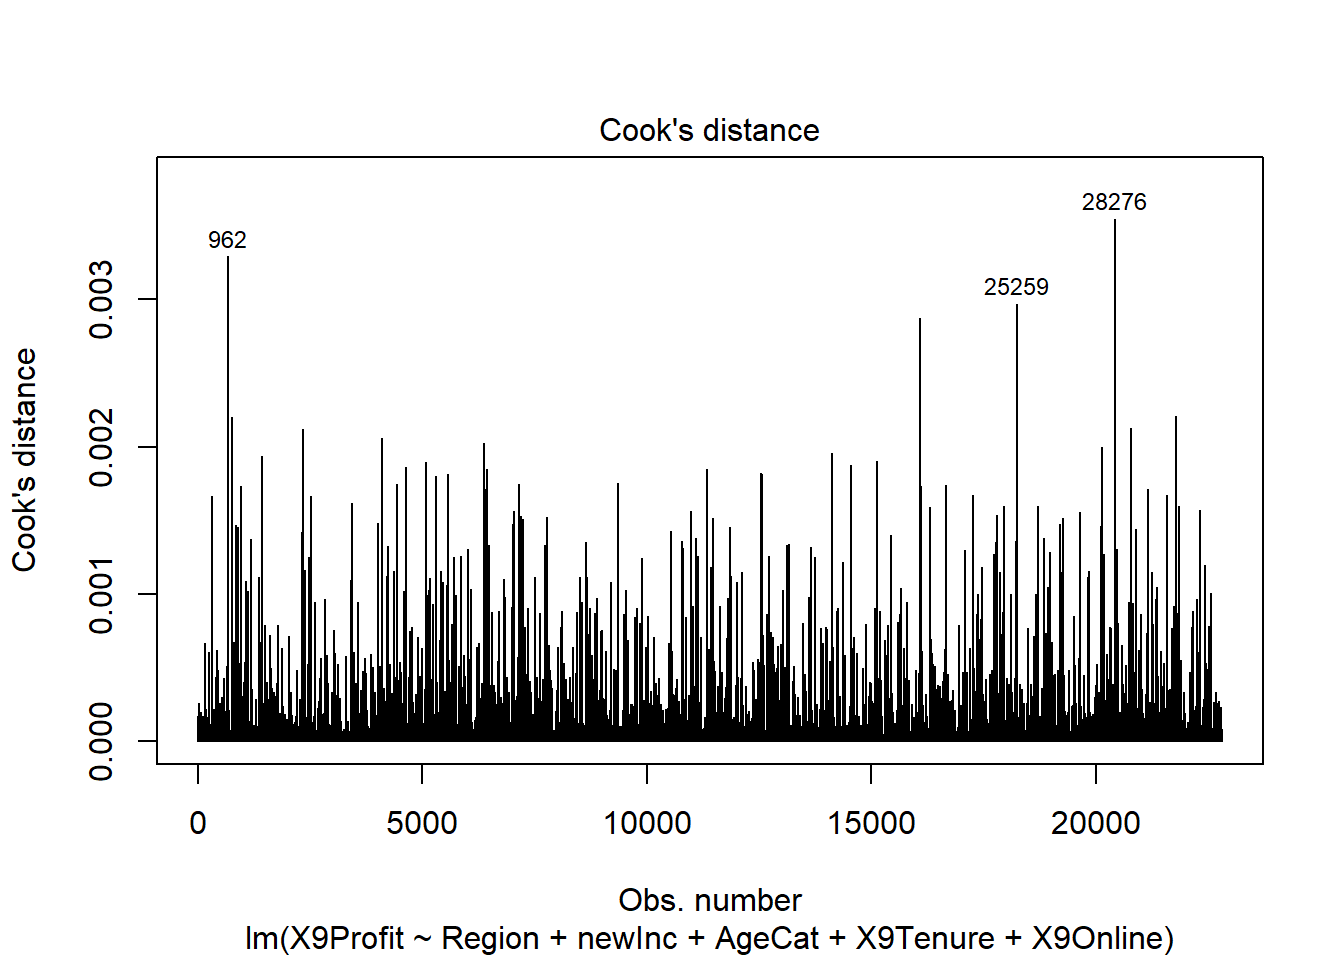 Cook's distance
28276
962
25259
Cook's distance
0.003
0.002
0.001
0.000
0 5000 10000 15000 20000
Obs. number
lm(X9Profit ~ Region + newInc + AgeCat + X9Tenure + X9Online)